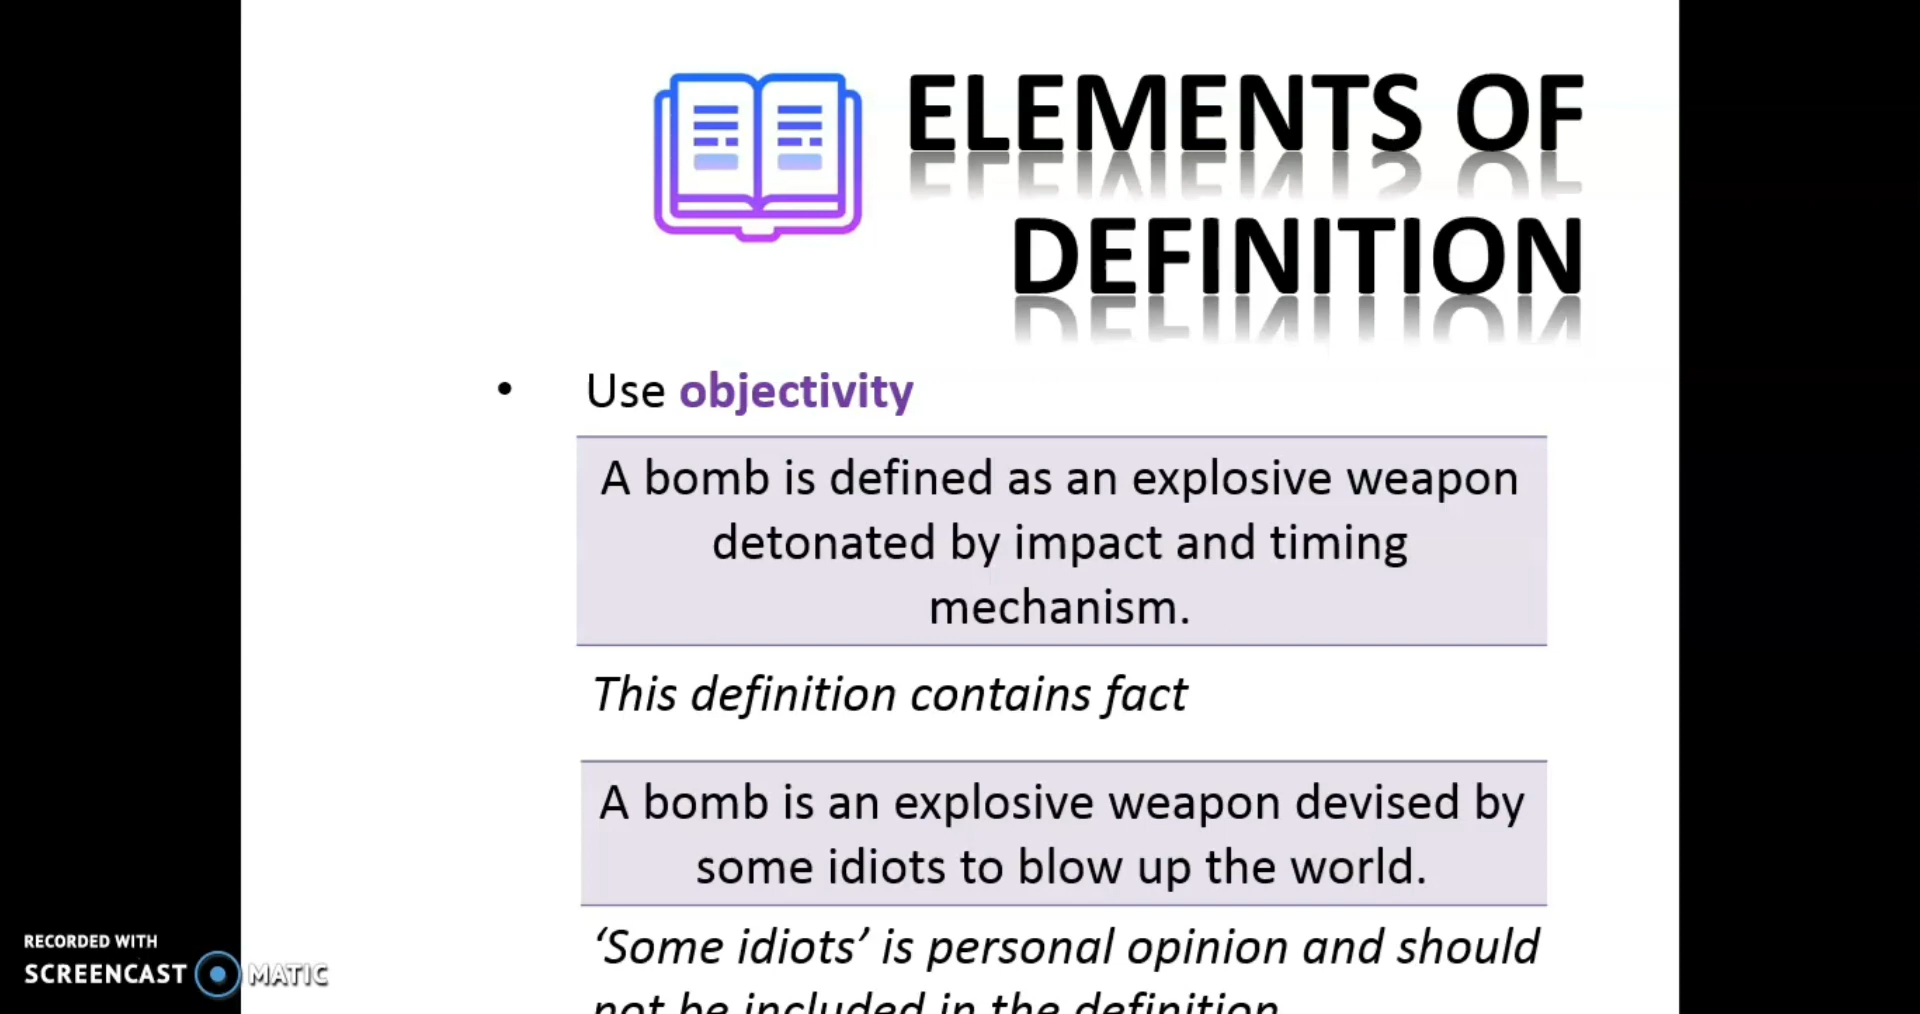 ELEMENTS OF
DEFINITION
• Use objectivity
A bomb is defined as an explosive weapon
detonated by impact and timing
mechanism.
This definition contains fact
A bomb is an explosive weapon devised by
some idiots to blow up the world.
‘Some idiots’ is personal opinion and should
not be included in the definition
RECORDED WITH
SCREENCAST MATIC